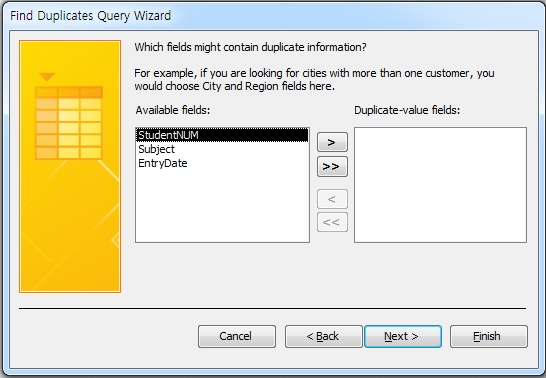 Find Duplicates Query Wizard
Which fields might contain duplicate information?
For example, if you are looking for cities with more than one customer, you
would choose City and Region fields here.
Available fields:
Duplicate-value fields:
StudentNUM
Subject
EntryDate
>
>>
<
<<
Cancel
< Back
Next >
Finish